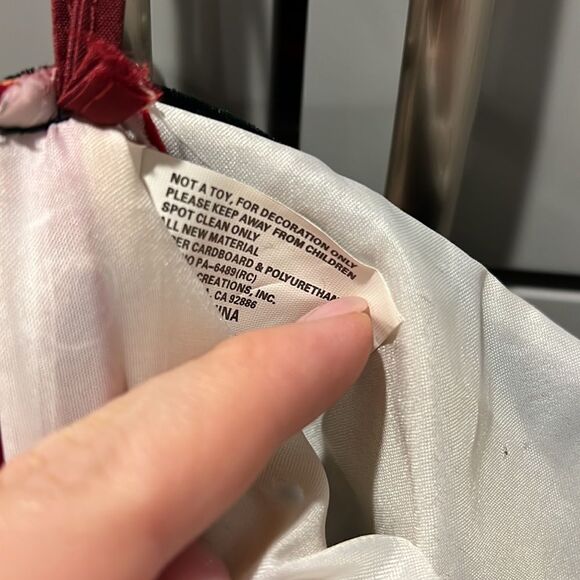 NOT A TOY, FOR DECORATION ONLY
PLEASE KEEP AWAY FROM CHILDREN
SPOT CLEAN ONLY
ALL NEW MATERIAL
CARDBOARD & POLYURETHAN
PA-6489(RC)
CREATIONS, INC.
CA 92886